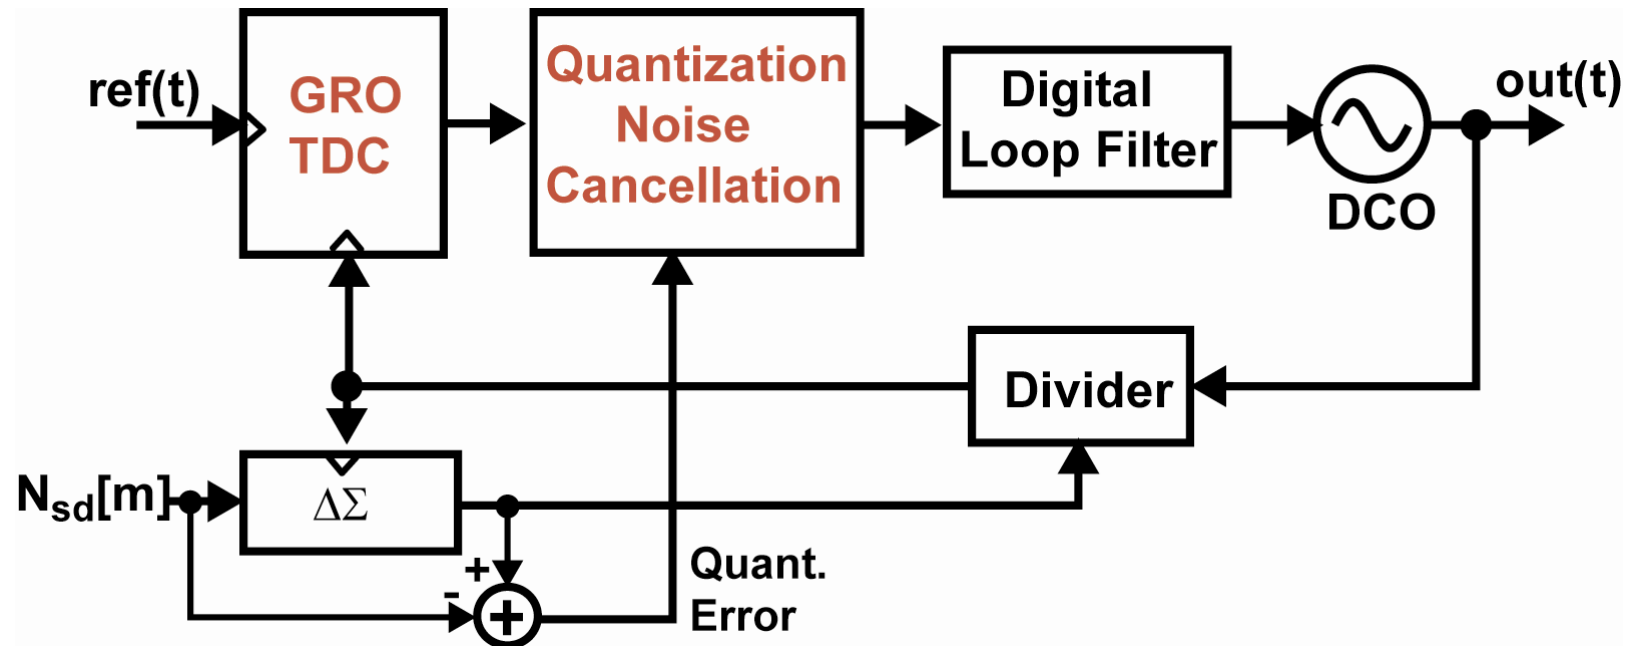 ref(t)
GRO
TDC
Quantization
Noise
Cancellation
Digital
Loop Filter
DCO
out(t)
Divider
Nsd[m]
ΔΣ
+
-
+
Quant.
Error